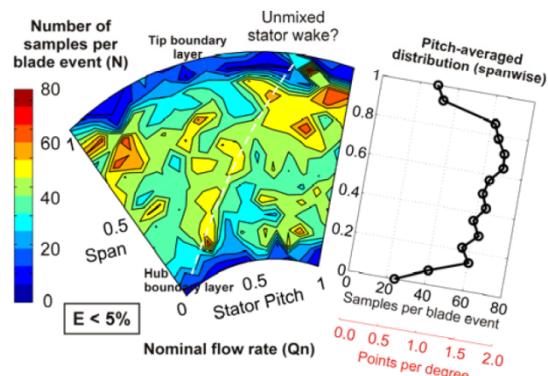 Number of
samples per
blade event (N)
80
60
40
20
0
E < 5%
Tip boundary
layer
Unmixed
stator wake?
1
0.5
Span
Hub
boundary layer
0
0.5
1
Stator Pitch
Nominal flow rate (Qn)
Pitch-averaged
distribution (spanwise)
1
0.8
0.6
0.4
0.2
0
0
20
40
60
80
Samples per blade event
0.0
0.5
1.0
1.5
2.0
Points per degree